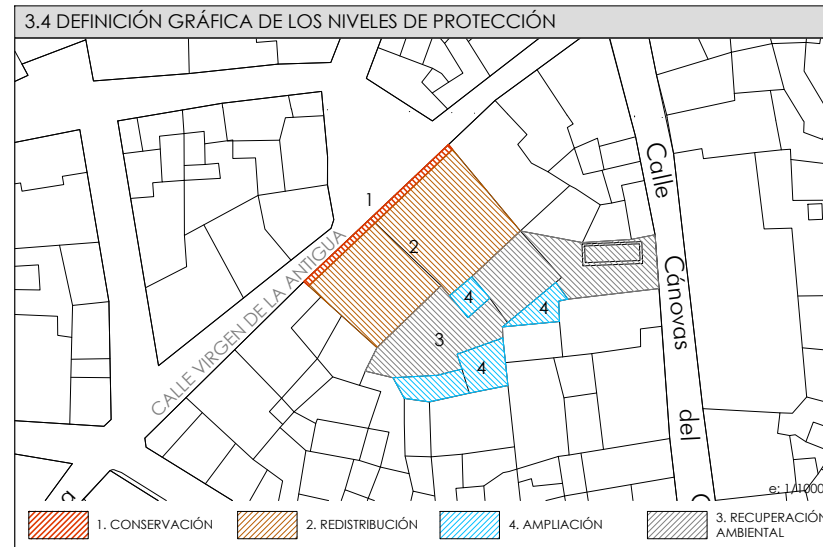 3.4 DEFINICIÓN GRÁFICA DE LOS NIVELES DE PROTECCIÓN
Calle Cánovas del
1
2
CALLE VIRGEN DE LA ANTIGUA
4
4
3
4
e: 1/1000
1. CONSERVACIÓN
2. REDISTRIBUCIÓN
4. AMPLIACIÓN
3. RECUPERACIÓN
AMBIENTAL